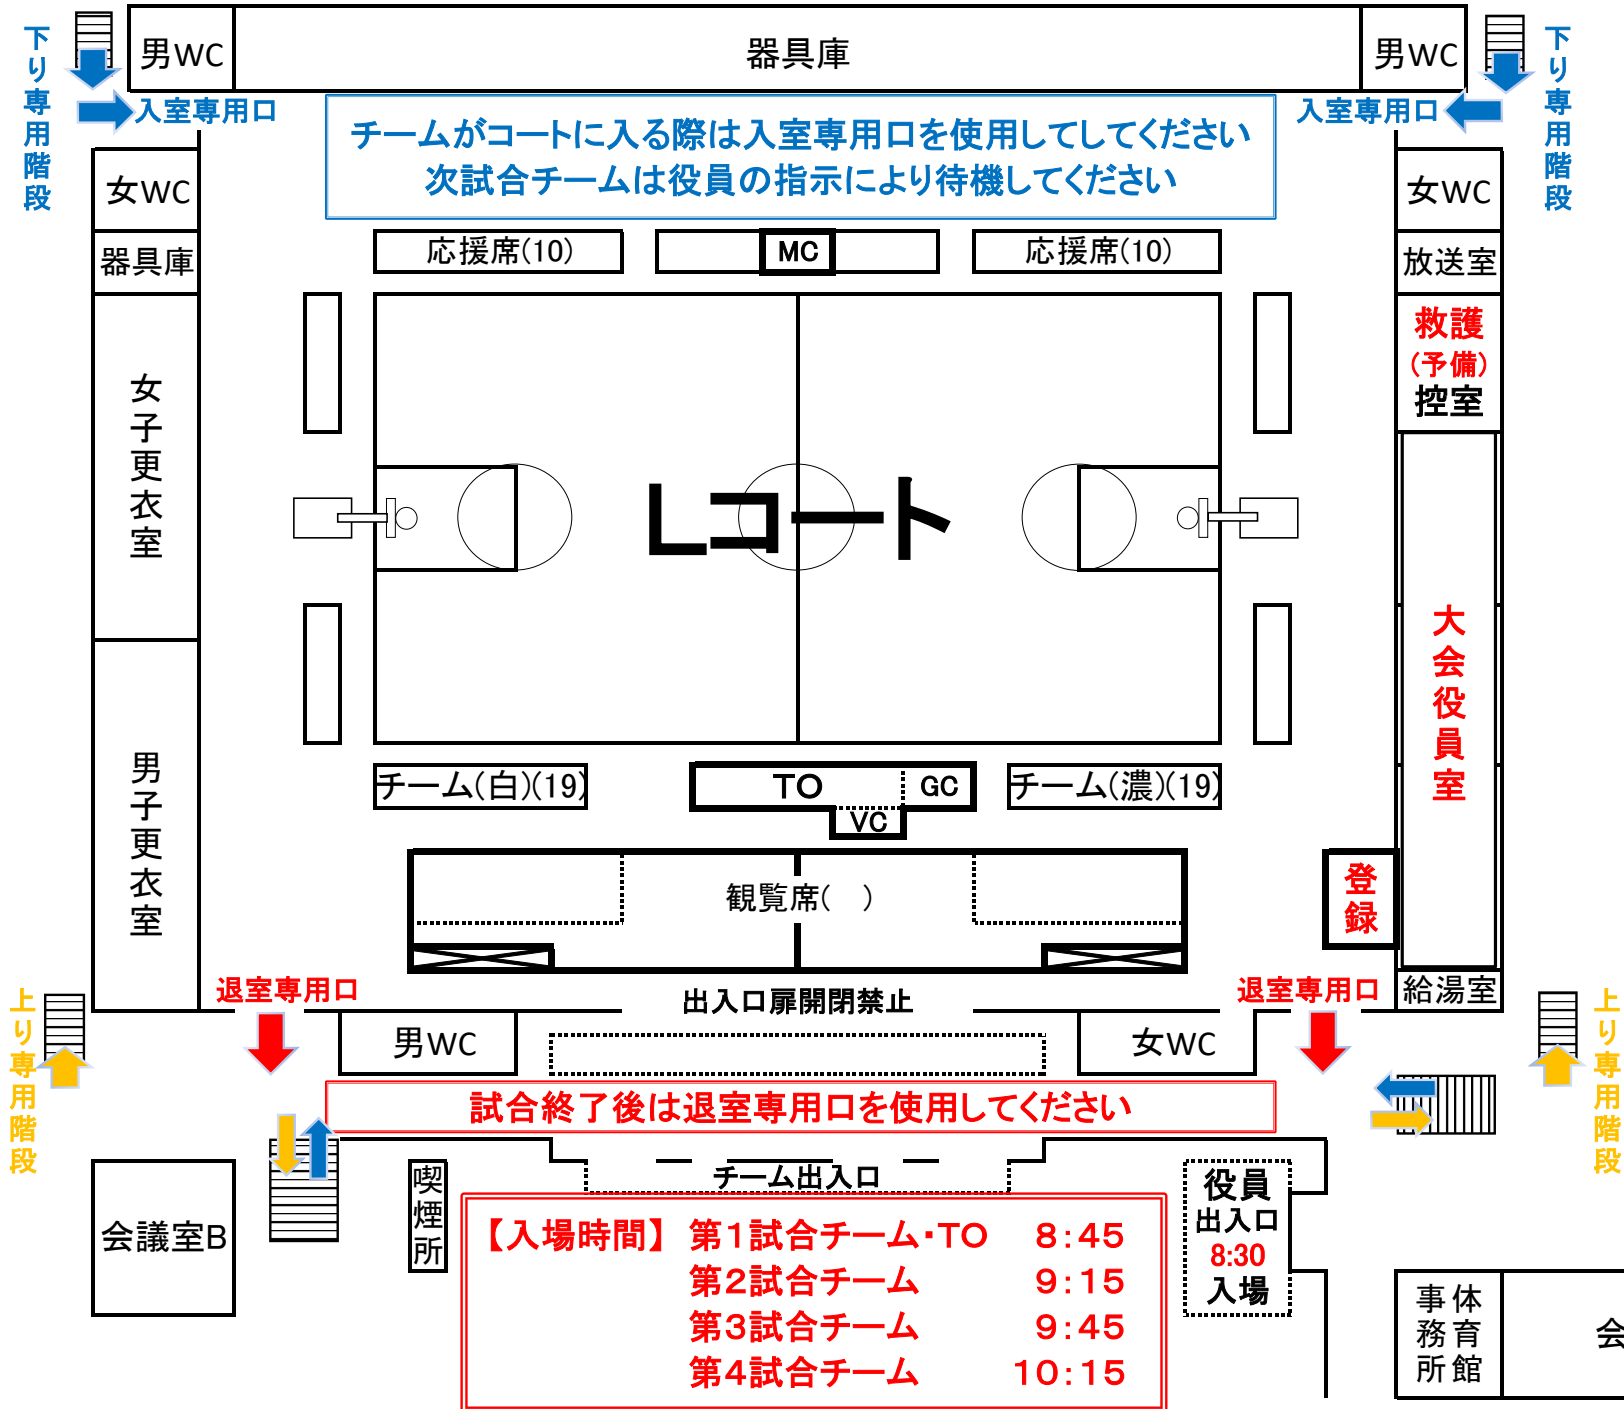 下り専用階段
男WC
器具庫
男WC
下り専用階段
入室専用口
入室専用口
チームがコートに入る際は入室専用口を使用してしてください
次試合チームは役員の指示により待機してください
女WC
女WC
器具庫
応援席(10)
MC
応援席(10)
放送室
救護
(予備)
控室
女子更衣室
Lコート
大会役員室
男子更衣室
チーム(白)(19)
TO
GC
VC
チーム(濃)(19)
観覧席(　)
登録
退室専用口
出入口扉開閉禁止
退室専用口
給湯室
上り専用階段
男WC
女WC
上り専用階段
試合終了後は退室専用口を使用してください
チーム出入口
喫煙所
会議室B
役員
出入口
8:30
入場
【入場時間】 第1試合チーム・TO 8:45
第2試合チーム 9:15
第3試合チーム 9:45
第4試合チーム 10:15
体育館
事務所
会